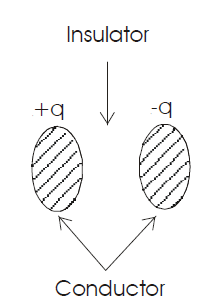 Insulator
+q -q
Conductor